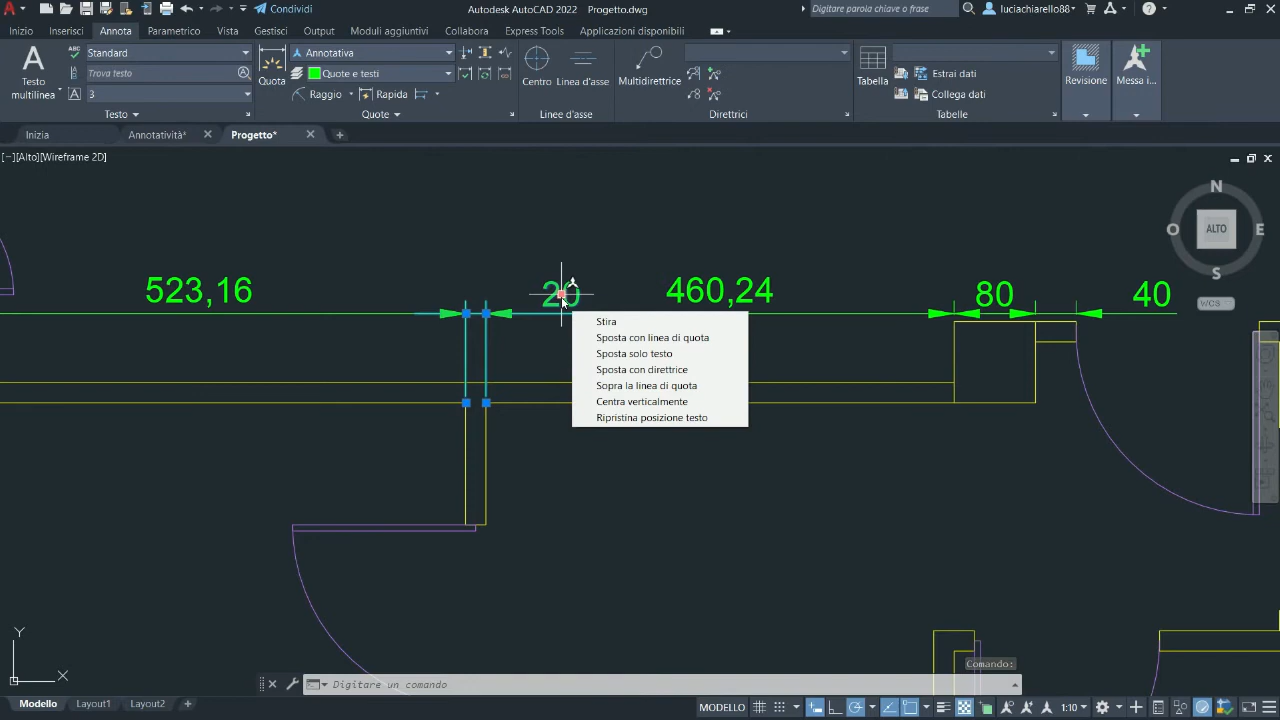 Condividi
Autodesk AutoCAD 2022 Progetto.dwg
Digitare parola chiave o frase
luciachiarello88
Inizio Inserisci Annota Parametrico Vista Gestisci Output Moduli aggiuntivi Collabora Express Tools Applicazioni disponibili
ABC
Standard
Trova testo
3
Testo
multilinea
Testo
Quota
Annotativa
Quote e testi
Raggio
Rapida
Quote
Centro
Linea d'asse
Linee d'asse
Multidirettrice
Direttrici
Tabella
Estrai dati
Collega dati
Tabelle
Revisione
Messa i...
Inizia
Annotatività*
Progetto*
[−][Alto][Wireframe 2D]
N
O
ALTO
E
S
WCS
523,16
20
460,24
80
40
Stira
Sposta con linea di quota
Sposta solo testo
Sposta con direttrice
Sopra la linea di quota
Centra verticalmente
Ripristina posizione testo
Y
X
Comando:
Digitare un comando
Modello Layout1 Layout2
MODELLO
1:10